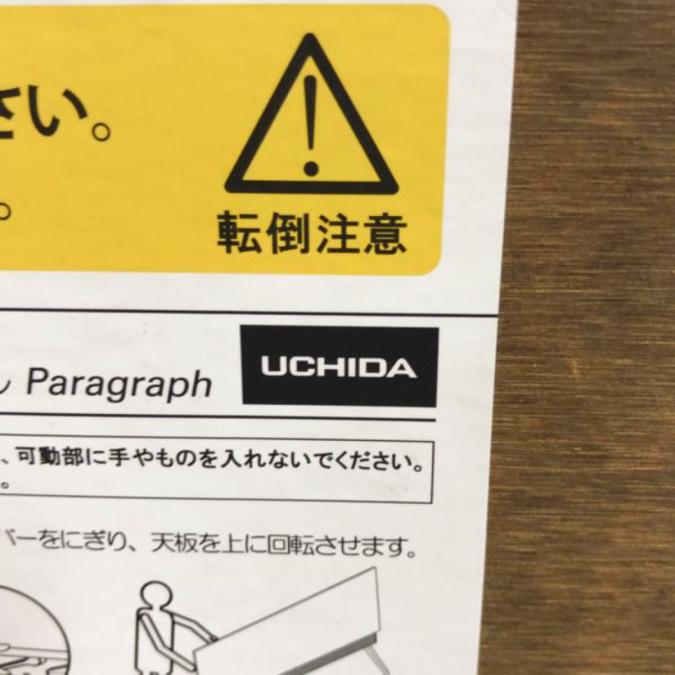 さい。
。
転倒注意
Paragraph
UCHIDA
、可動部に手やものを入れないでください。
。
バーをにぎり、天板を上に回転させます。